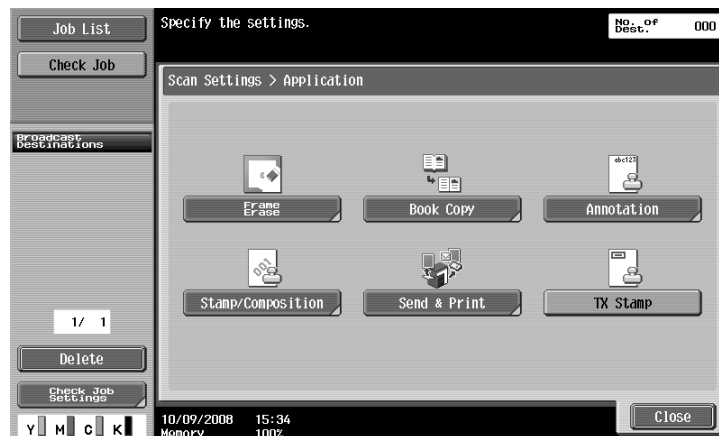 Job List
Check Job
Broadcast
Destinations
1/ 1
Delete
Check Job
Settings
Y M C K
Specify the settings.
No. of
Dest.
000
Scan Settings > Application
Frame
Erase
Book Copy
abc123
Annotation
001
Stamp/Composition
Send & Print
TX Stamp
Close
10/09/2008 15:34
Memory 100%